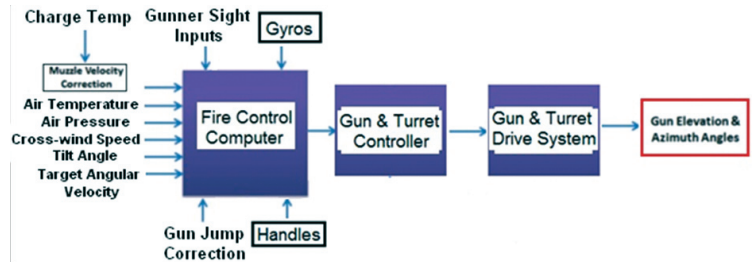 Charge Temp
Gunner Sight
Inputs
Gyros
Muzzle Velocity
Correction
Air Temperature
Air Pressure
Cross-wind Speed
Tilt Angle
Target Angular
Velocity
Fire Control
Computer
Gun & Turret
Controller
Gun & Turret
Drive System
Gun Elevation &
Azimuth Angles
Gun Jump
Correction
Handles